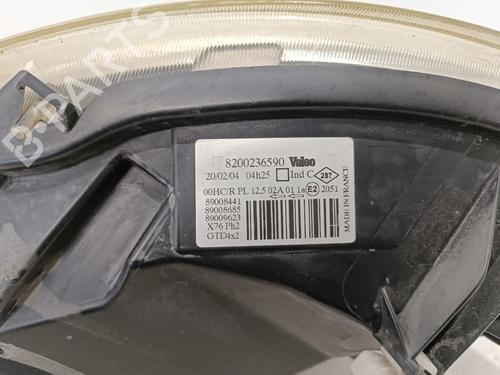 B-PARTS
8200236590 Valeo
20/02/04 04h25 Ind C 287
00HC/R PL 12,5 02A 01 1a E2 2051
89008441
89008685
89009623
X76 Ph2
GTD4x2
MADE IN FRANCE